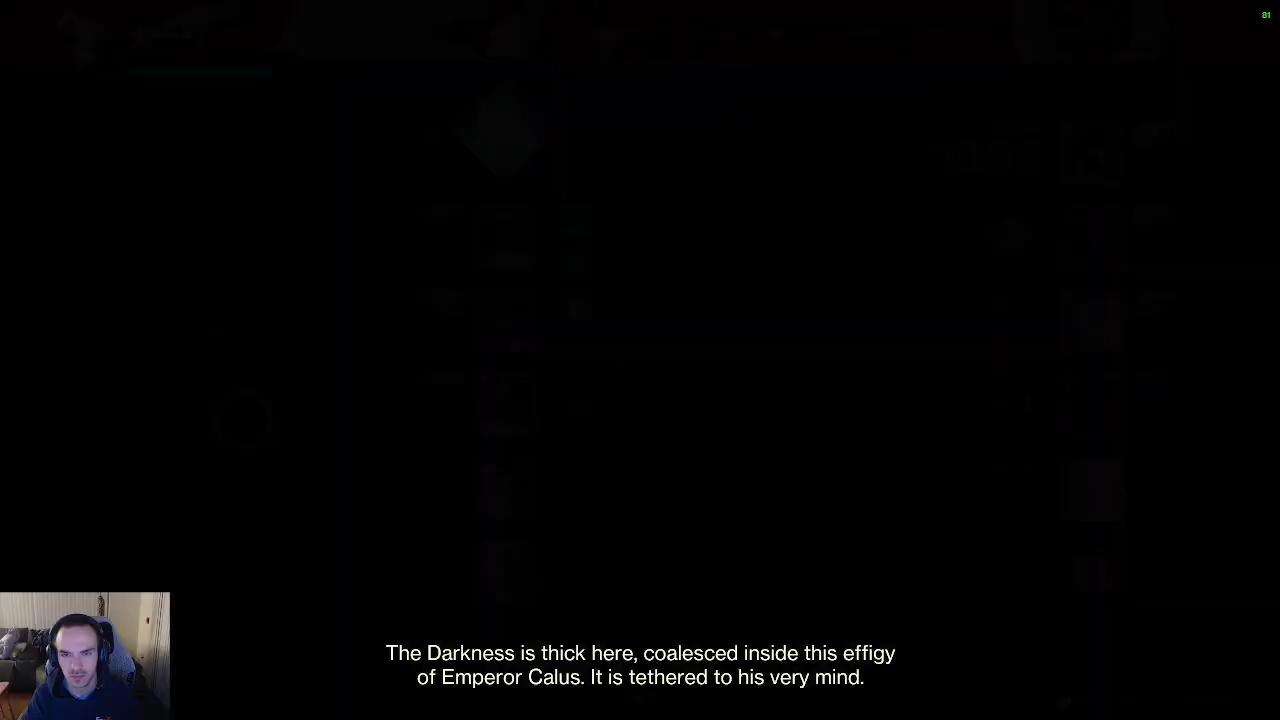 81
The Darkness is thick here, coalesced inside this effigy
of Emperor Calus. It is tethered to his very mind.